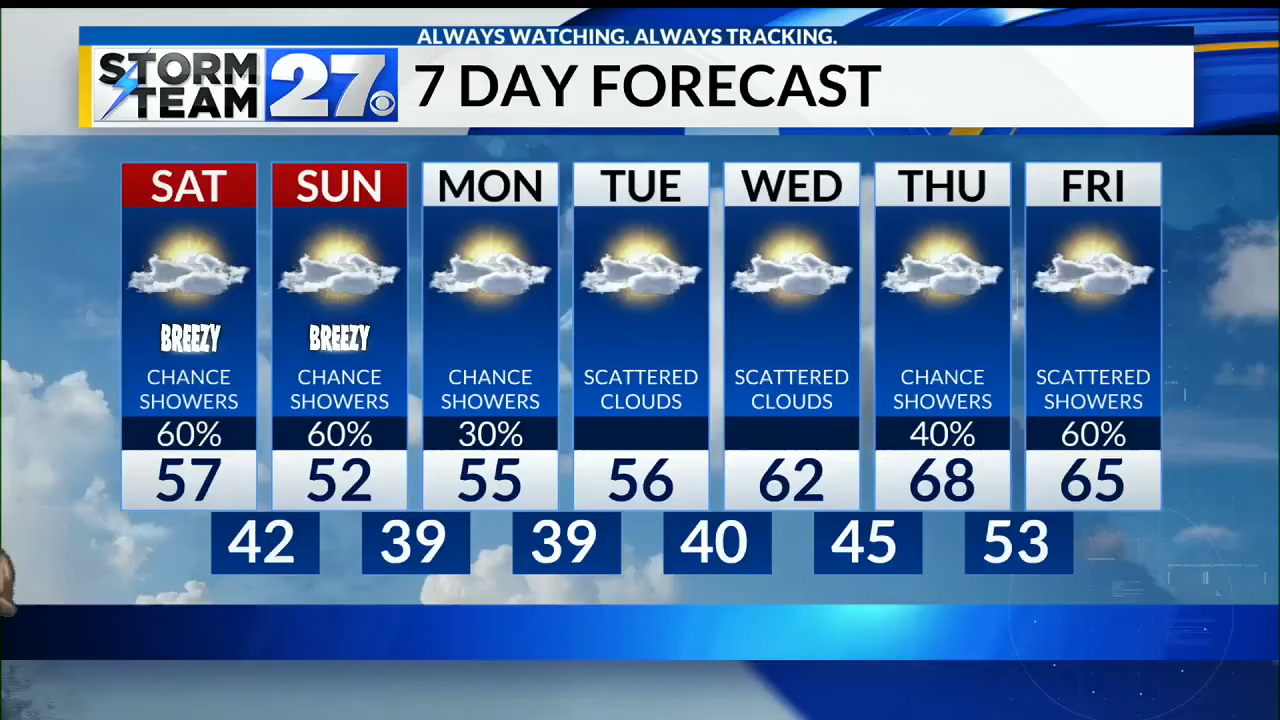 ALWAYS WATCHING. ALWAYS TRACKING.
STORM
TEAM
27
7 DAY FORECAST
SAT SUN MON TUE WED THU FRI
BREEZY BREEZY
CHANCE CHANCE CHANCE SCATTERED SCATTERED CHANCE SCATTERED
SHOWERS SHOWERS SHOWERS CLOUDS CLOUDS SHOWERS SHOWERS
60% 60% 30% 40% 60%
57 52 55 56 62 68 65
42 39 39 40 45 53